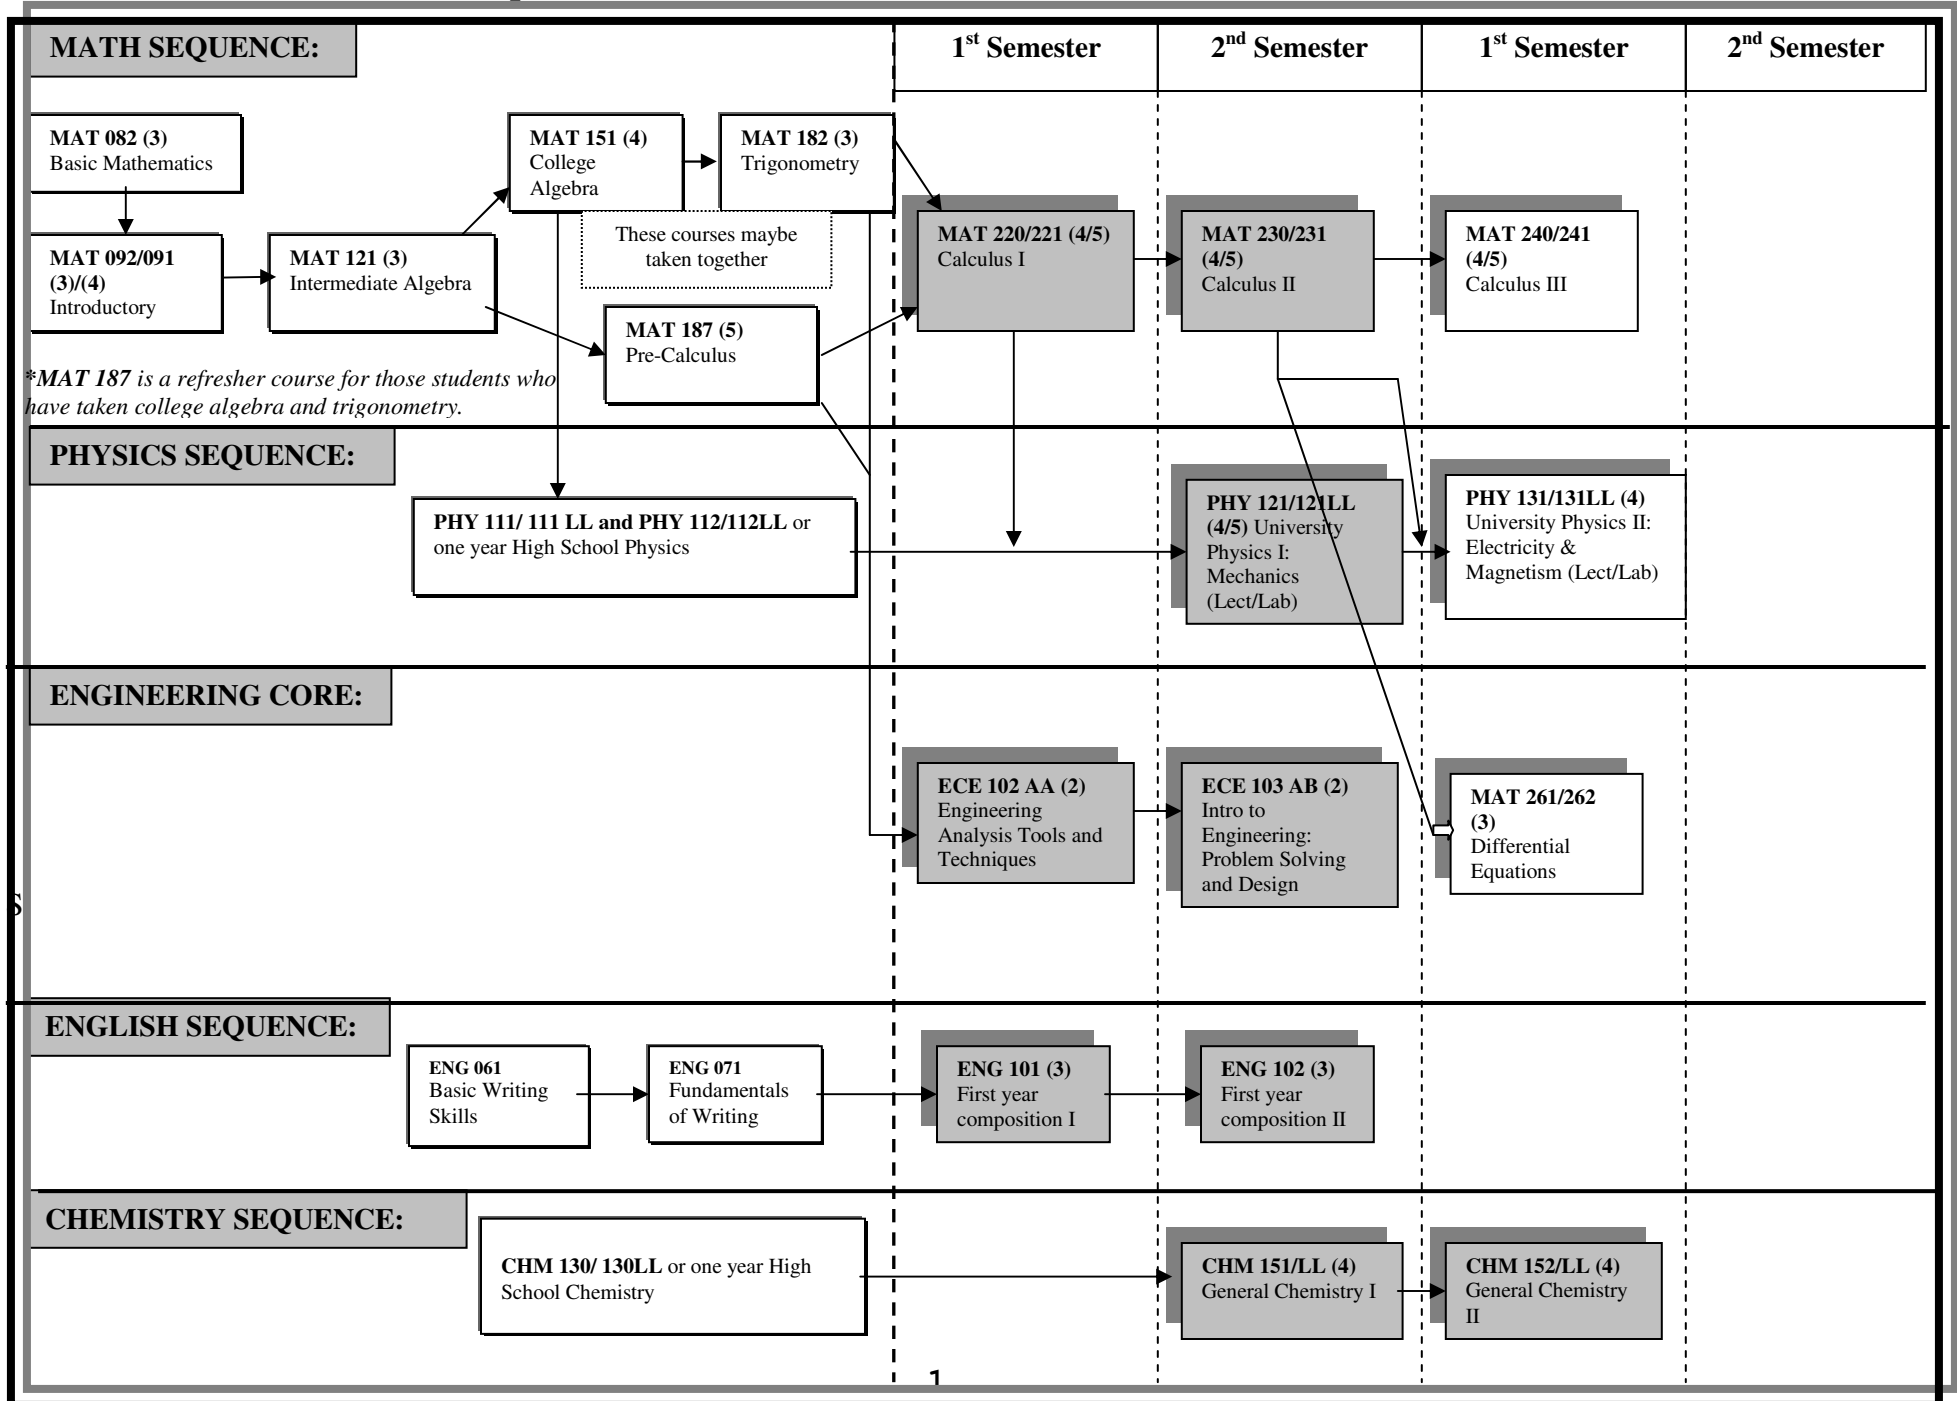 MATH SEQUENCE:
1st Semester
2nd Semester
1st Semester
2nd Semester
MAT 082 (3)
Basic Mathematics
MAT 151 (4)
College
Algebra
MAT 182 (3)
Trigonometry
These courses maybe
taken together
MAT 092/091
(3)/(4)
Introductory
MAT 121 (3)
Intermediate Algebra
MAT 187 (5)
Pre-Calculus
MAT 220/221 (4/5)
Calculus I
MAT 230/231
(4/5)
Calculus II
MAT 240/241
(4/5)
Calculus III
*MAT 187 is a refresher course for those students who
have taken college algebra and trigonometry.
PHYSICS SEQUENCE:
PHY 111/ 111 LL and PHY 112/112LL or
one year High School Physics
PHY 121/121LL
(4/5) University
Physics I:
Mechanics
(Lect/Lab)
PHY 131/131LL (4)
University Physics II:
Electricity &
Magnetism (Lect/Lab)
ENGINEERING CORE:
ECE 102 AA (2)
Engineering
Analysis Tools and
Techniques
ECE 103 AB (2)
Intro to
Engineering:
Problem Solving
and Design
MAT 261/262
(3)
Differential
Equations
S
ENGLISH SEQUENCE:
ENG 061
Basic Writing
Skills
ENG 071
Fundamentals
of Writing
ENG 101 (3)
First year
composition I
ENG 102 (3)
First year
composition II
CHEMISTRY SEQUENCE:
CHM 130/ 130LL or one year High
School Chemistry
CHM 151/LL (4)
General Chemistry I
CHM 152/LL (4)
General Chemistry
II
1